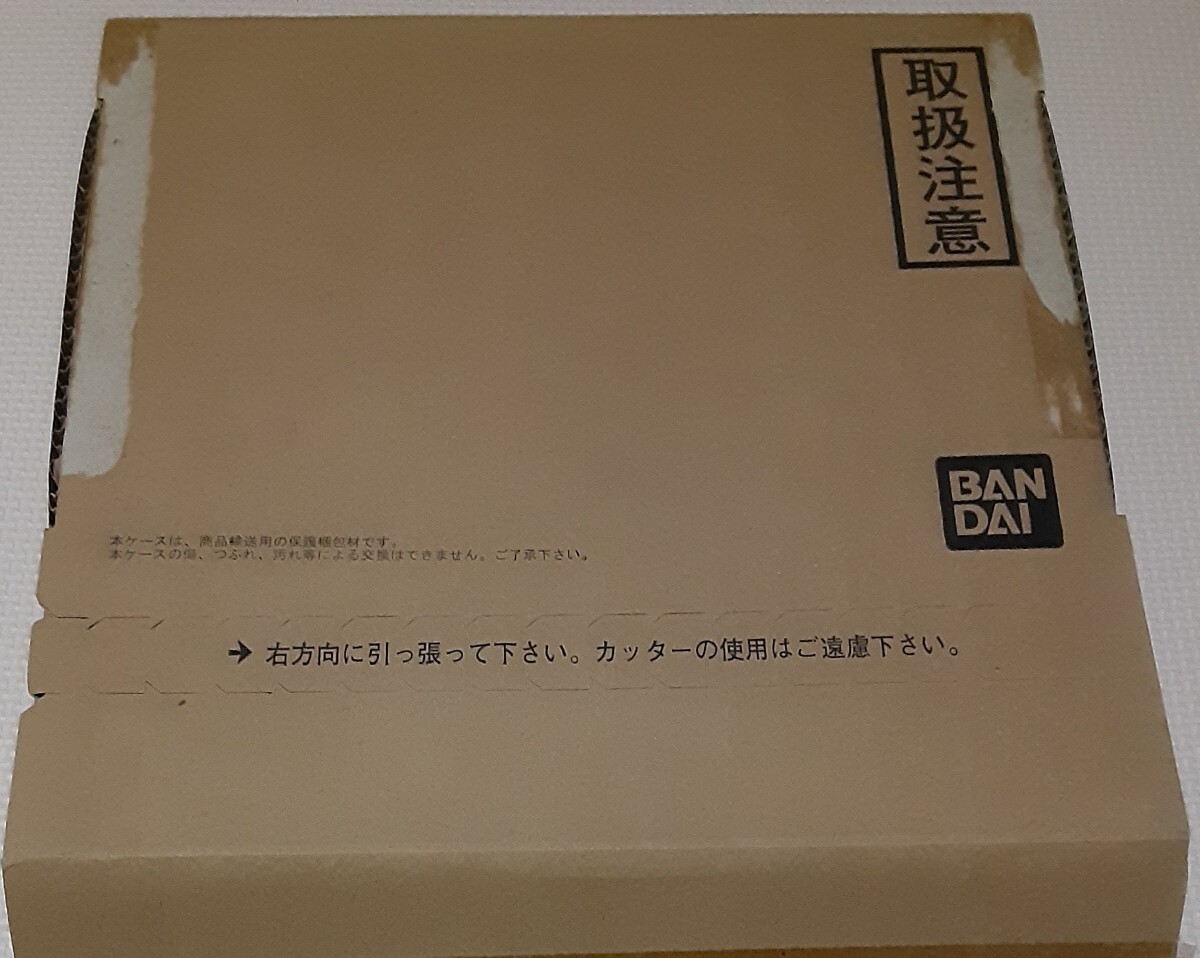 取扱注意
BAN
DAI
本ケースは、商品輸送用の保護梱包材です。
本ケースの傷、つぶれ、汚れ等による交換はできません。ご了承下さい。
→ 右方向に引っ張って下さい。カッターの使用はご遠慮下さい。